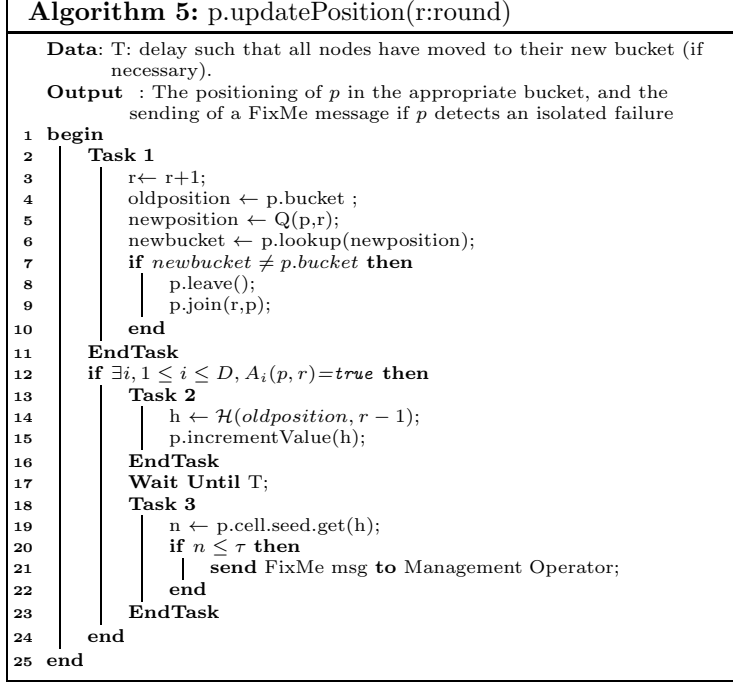 Algorithm 5: p.updatePosition(r:round)
Data: T: delay such that all nodes have moved to their new bucket (if
necessary).
Output : The positioning of p in the appropriate bucket, and the
sending of a FixMe message if p detects an isolated failure
1 begin
2 Task 1
3 r← r+1;
4 oldposition ← p.bucket ;
5 newposition ← Q(p,r);
6 newbucket ← p.lookup(newposition);
7 if newbucket ≠ p.bucket then
8 p.leave();
9 p.join(r,p);
10 end
11 EndTask
12 if ∃i, 1 ≤ i ≤ D, A_i(p, r)=true then
13 Task 2
14 h ← ℋ(oldposition, r − 1);
15 p.incrementValue(h);
16 EndTask
17 Wait Until T;
18 Task 3
19 n ← p.cell.seed.get(h);
20 if n ≤ τ then
21 send FixMe msg to Management Operator;
22 end
23 EndTask
24 end
25 end